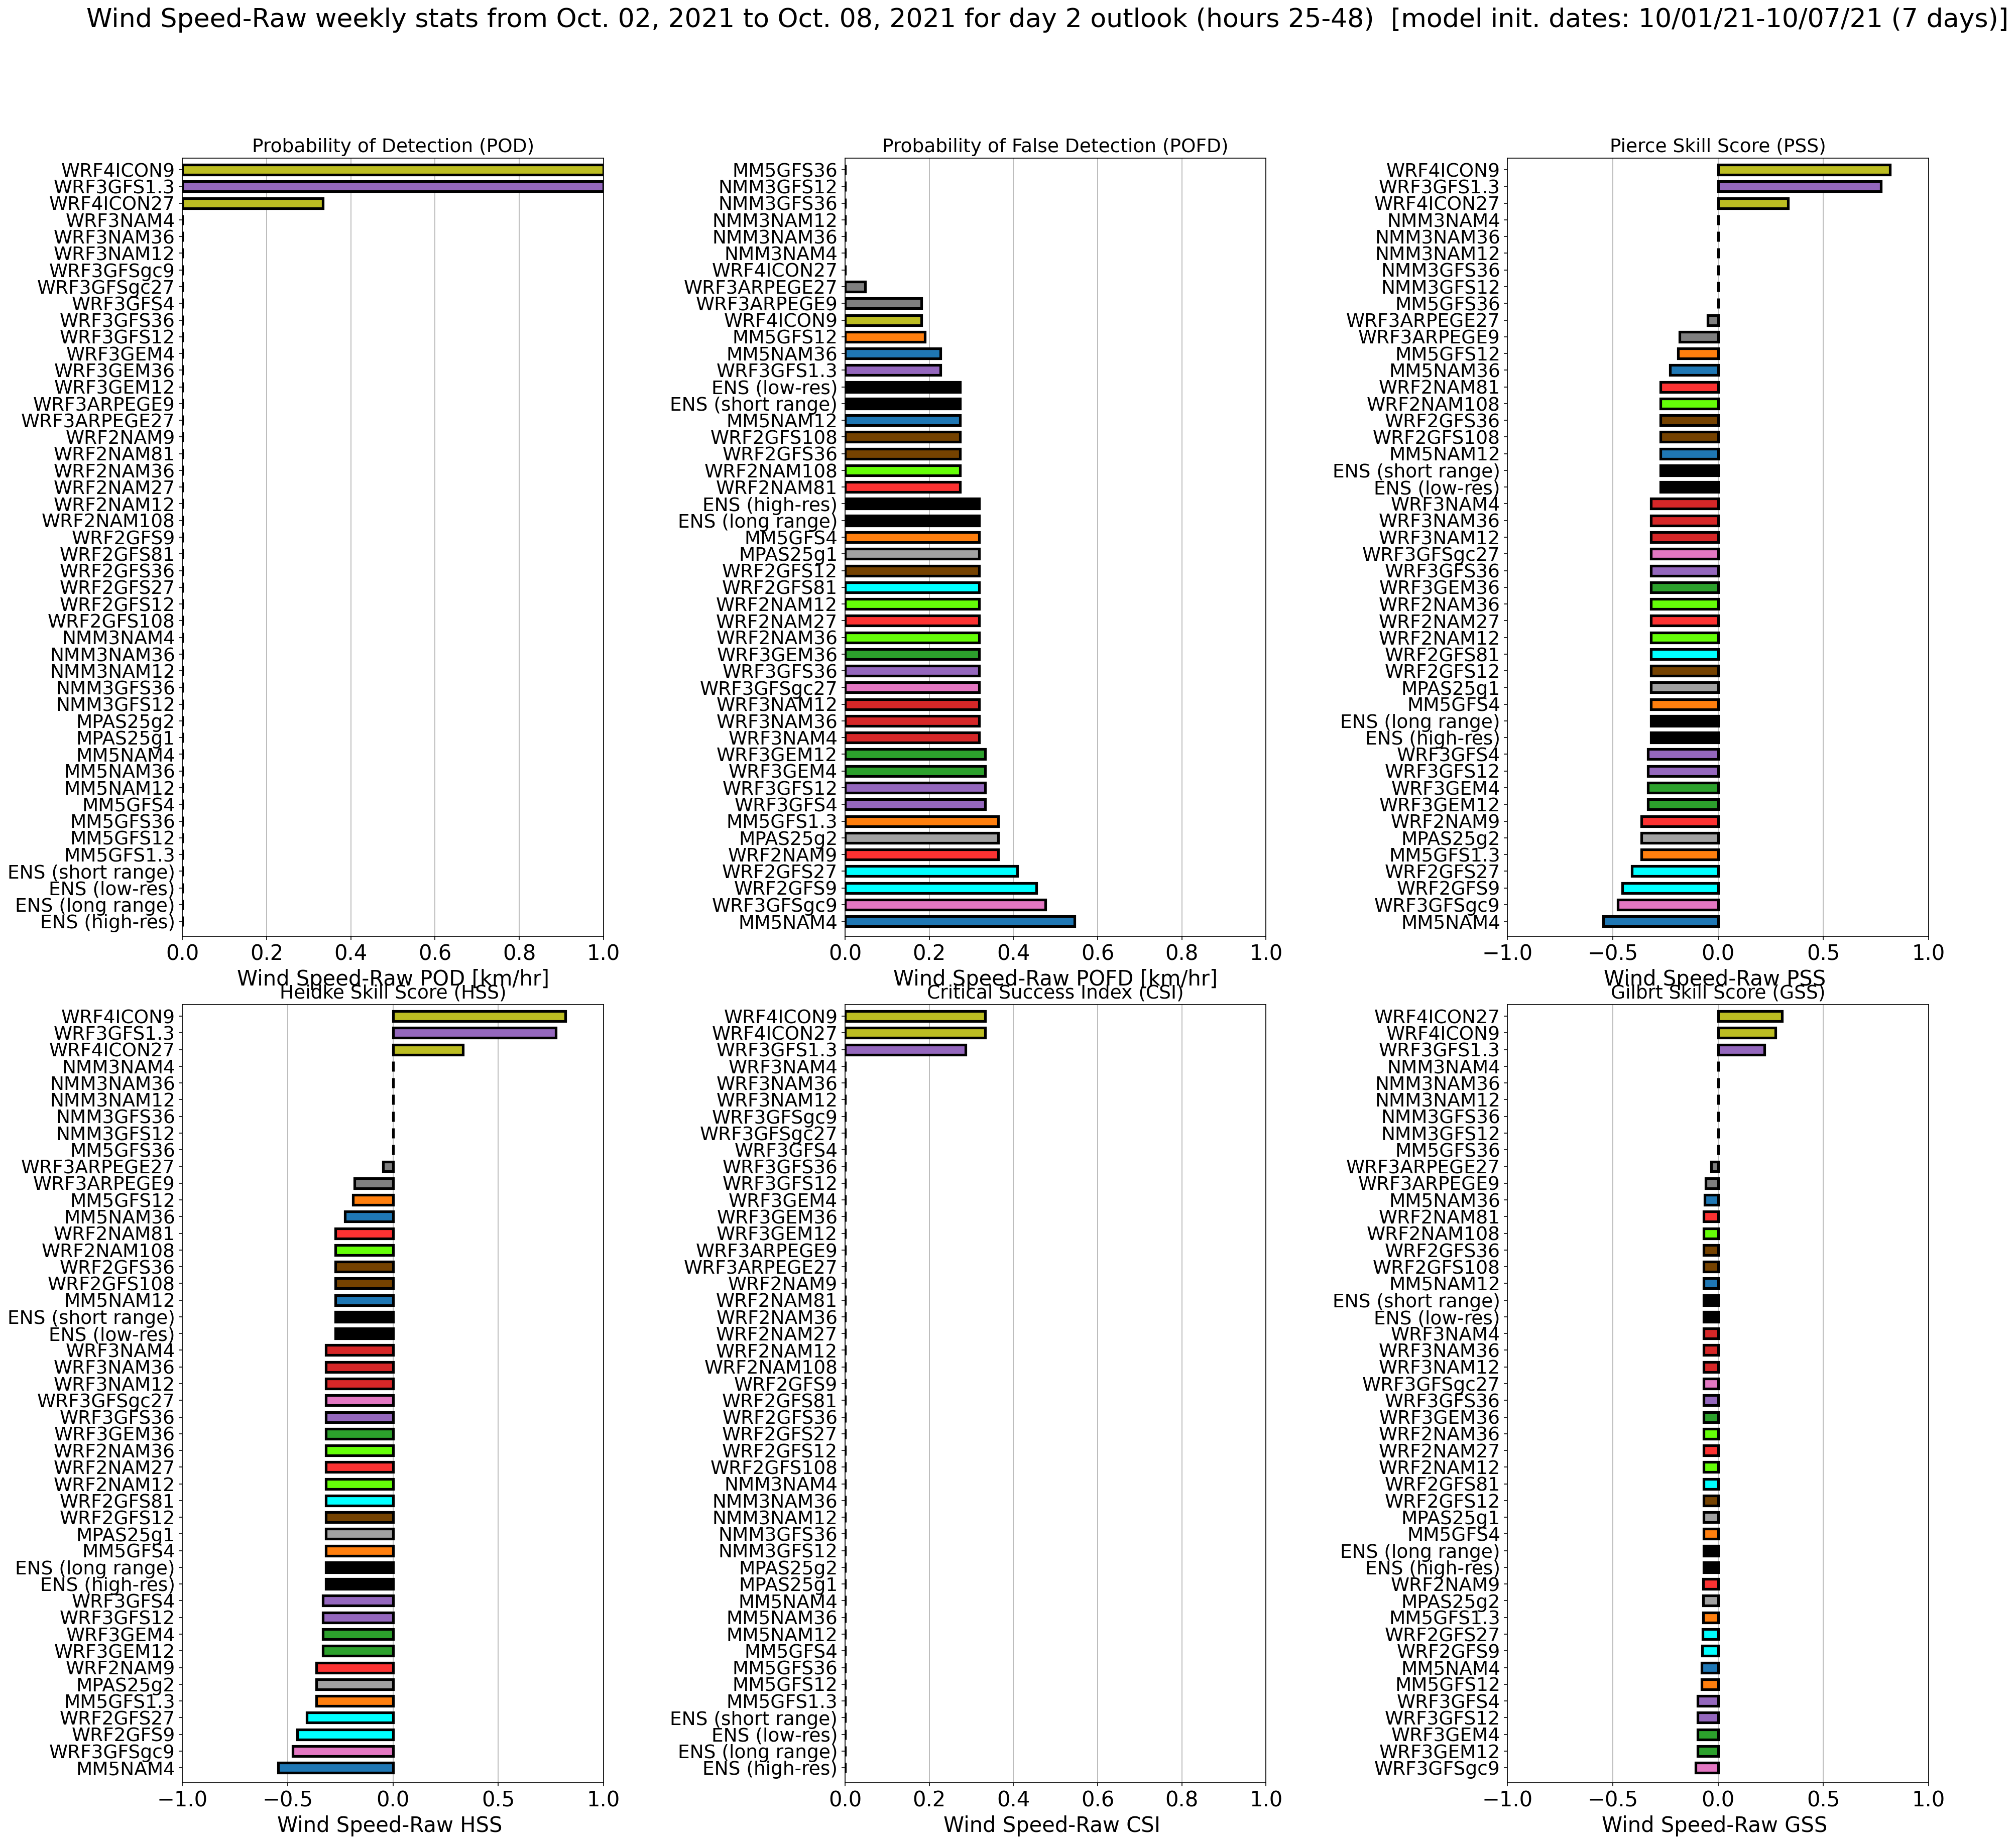 Wind Speed-Raw weekly stats from Oct. 02, 2021 to Oct. 08, 2021 for day 2 outlook (hours 25-48)  [model init. dates: 10/01/21-10/07/21 (7 days)]
Probability of Detection (POD)
WRF4ICON9
WRF3GFS1.3
WRF4ICON27
WRF3NAM4
WRF3NAM36
WRF3NAM12
WRF3GFSgc9
WRF3GFSgc27
WRF3GFS4
WRF3GFS36
WRF3GFS12
WRF3GEM4
WRF3GEM36
WRF3GEM12
WRF3ARPEGE9
WRF3ARPEGE27
WRF2NAM9
WRF2NAM81
WRF2NAM36
WRF2NAM27
WRF2NAM12
WRF2NAM108
WRF2GFS9
WRF2GFS81
WRF2GFS36
WRF2GFS27
WRF2GFS12
WRF2GFS108
NMM3NAM4
NMM3NAM36
NMM3NAM12
NMM3GFS36
NMM3GFS12
MPAS25g2
MPAS25g1
MM5NAM4
MM5NAM36
MM5NAM12
MM5GFS4
MM5GFS36
MM5GFS12
MM5GFS1.3
ENS (short range)
ENS (low-res)
ENS (long range)
ENS (high-res)
0.0 0.2 0.4 0.6 0.8 1.0
Wind Speed-Raw POD [km/hr]
Probability of False Detection (POFD)
MM5GFS36
NMM3GFS12
NMM3GFS36
NMM3NAM12
NMM3NAM36
NMM3NAM4
WRF4ICON27
WRF3ARPEGE27
WRF3ARPEGE9
WRF4ICON9
MM5GFS12
MM5NAM36
WRF3GFS1.3
ENS (low-res)
ENS (short range)
MM5NAM12
WRF2GFS108
WRF2GFS36
WRF2NAM108
WRF2NAM81
ENS (high-res)
ENS (long range)
MM5GFS4
MPAS25g1
WRF2GFS12
WRF2GFS81
WRF2NAM12
WRF2NAM27
WRF2NAM36
WRF3GEM36
WRF3GFS36
WRF3GFSgc27
WRF3NAM12
WRF3NAM36
WRF3NAM4
WRF3GEM12
WRF3GEM4
WRF3GFS12
WRF3GFS4
MM5GFS1.3
MPAS25g2
WRF2NAM9
WRF2GFS27
WRF2GFS9
WRF3GFSgc9
MM5NAM4
0.0 0.2 0.4 0.6 0.8 1.0
Wind Speed-Raw POFD [km/hr]
Pierce Skill Score (PSS)
WRF4ICON9
WRF3GFS1.3
WRF4ICON27
NMM3NAM4
NMM3NAM36
NMM3NAM12
NMM3GFS36
NMM3GFS12
MM5GFS36
WRF3ARPEGE27
WRF3ARPEGE9
MM5GFS12
MM5NAM36
WRF2NAM81
WRF2NAM108
WRF2GFS36
WRF2GFS108
MM5NAM12
ENS (short range)
ENS (low-res)
WRF3NAM4
WRF3NAM36
WRF3NAM12
WRF3GFSgc27
WRF3GFS36
WRF3GEM36
WRF2NAM36
WRF2NAM27
WRF2NAM12
WRF2GFS81
WRF2GFS12
MPAS25g1
MM5GFS4
ENS (long range)
ENS (high-res)
WRF3GFS4
WRF3GFS12
WRF3GEM4
WRF3GEM12
WRF2NAM9
MPAS25g2
MM5GFS1.3
WRF2GFS27
WRF2GFS9
WRF3GFSgc9
MM5NAM4
−1.0 −0.5 0.0 0.5 1.0
Wind Speed-Raw PSS
Heidke Skill Score (HSS)
WRF4ICON9
WRF3GFS1.3
WRF4ICON27
NMM3NAM4
NMM3NAM36
NMM3NAM12
NMM3GFS36
NMM3GFS12
MM5GFS36
WRF3ARPEGE27
WRF3ARPEGE9
MM5GFS12
MM5NAM36
WRF2NAM81
WRF2NAM108
WRF2GFS36
WRF2GFS108
MM5NAM12
ENS (short range)
ENS (low-res)
WRF3NAM4
WRF3NAM36
WRF3NAM12
WRF3GFSgc27
WRF3GFS36
WRF3GEM36
WRF2NAM36
WRF2NAM27
WRF2NAM12
WRF2GFS81
WRF2GFS12
MPAS25g1
MM5GFS4
ENS (long range)
ENS (high-res)
WRF3GFS4
WRF3GFS12
WRF3GEM4
WRF3GEM12
WRF2NAM9
MPAS25g2
MM5GFS1.3
WRF2GFS27
WRF2GFS9
WRF3GFSgc9
MM5NAM4
−1.0 −0.5 0.0 0.5 1.0
Wind Speed-Raw HSS
Critical Success Index (CSI)
WRF4ICON9
WRF4ICON27
WRF3GFS1.3
WRF3NAM4
WRF3NAM36
WRF3NAM12
WRF3GFSgc9
WRF3GFSgc27
WRF3GFS4
WRF3GFS36
WRF3GFS12
WRF3GEM4
WRF3GEM36
WRF3GEM12
WRF3ARPEGE9
WRF3ARPEGE27
WRF2NAM9
WRF2NAM81
WRF2NAM36
WRF2NAM27
WRF2NAM12
WRF2NAM108
WRF2GFS9
WRF2GFS81
WRF2GFS36
WRF2GFS27
WRF2GFS12
WRF2GFS108
NMM3NAM4
NMM3NAM36
NMM3NAM12
NMM3GFS36
NMM3GFS12
MPAS25g2
MPAS25g1
MM5NAM4
MM5NAM36
MM5NAM12
MM5GFS4
MM5GFS36
MM5GFS12
MM5GFS1.3
ENS (short range)
ENS (low-res)
ENS (long range)
ENS (high-res)
0.0 0.2 0.4 0.6 0.8 1.0
Wind Speed-Raw CSI
Gilbrt Skill Score (GSS)
WRF4ICON27
WRF4ICON9
WRF3GFS1.3
NMM3NAM4
NMM3NAM36
NMM3NAM12
NMM3GFS36
NMM3GFS12
MM5GFS36
WRF3ARPEGE27
WRF3ARPEGE9
MM5NAM36
WRF2NAM81
WRF2NAM108
WRF2GFS36
WRF2GFS108
MM5NAM12
ENS (short range)
ENS (low-res)
WRF3NAM4
WRF3NAM36
WRF3NAM12
WRF3GFSgc27
WRF3GFS36
WRF3GEM36
WRF2NAM36
WRF2NAM27
WRF2NAM12
WRF2GFS81
WRF2GFS12
MPAS25g1
MM5GFS4
ENS (long range)
ENS (high-res)
WRF2NAM9
MPAS25g2
MM5GFS1.3
WRF2GFS27
WRF2GFS9
MM5NAM4
MM5GFS12
WRF3GFS4
WRF3GFS12
WRF3GEM4
WRF3GEM12
WRF3GFSgc9
−1.0 −0.5 0.0 0.5 1.0
Wind Speed-Raw GSS